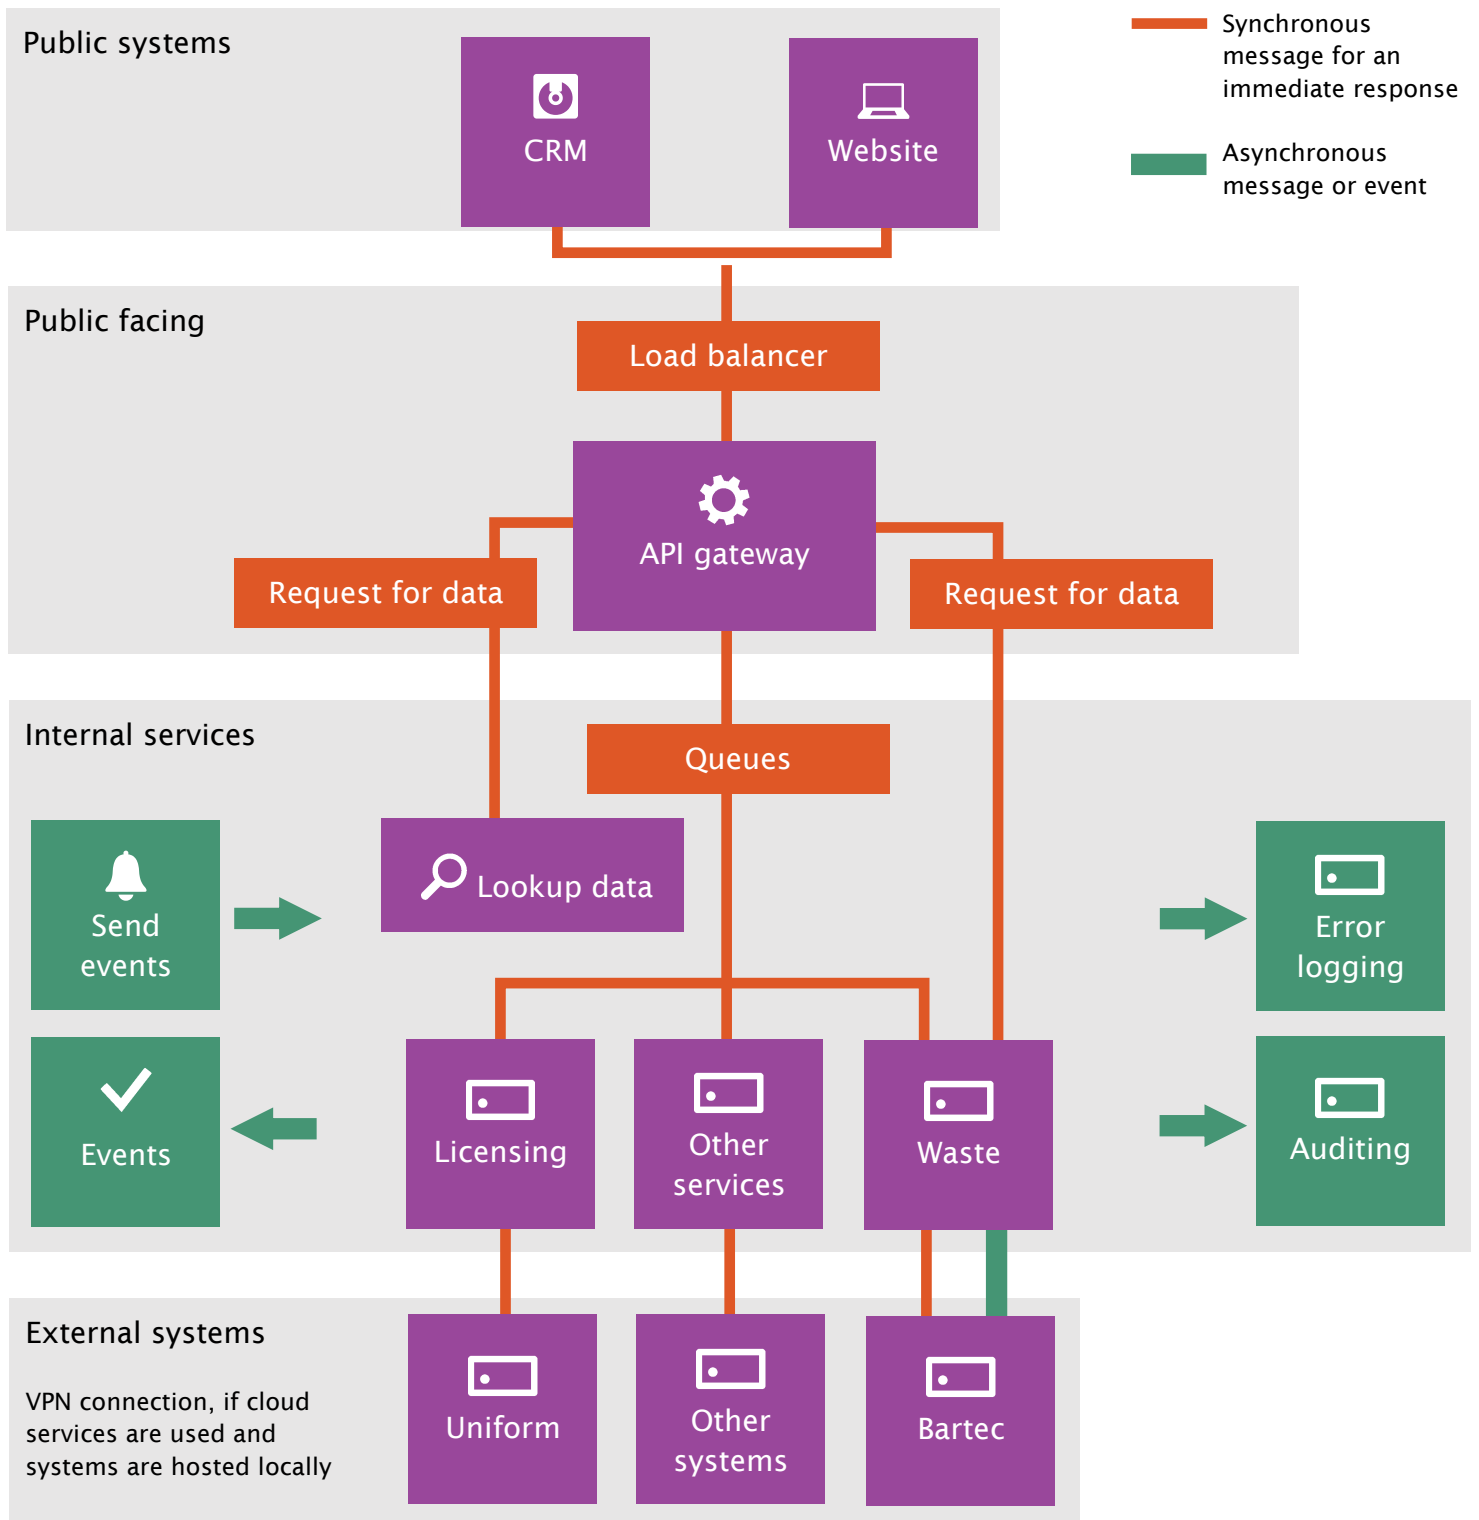 Public systems
CRM
Website
Synchronous
message for an
immediate response
Asynchronous
message or event
Public facing
Load balancer
API gateway
Request for data
Request for data
Internal services
Queues
Send
events
Lookup data
Error
logging
Events
Licensing
Other
services
Waste
Auditing
External systems
VPN connection, if cloud
services are used and
systems are hosted locally
Uniform
Other
systems
Bartec